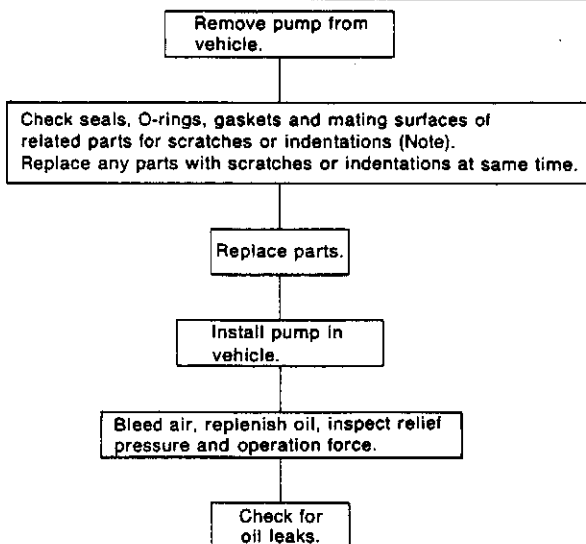 Remove pump from
vehicle.
Check seals, O-rings, gaskets and mating surfaces of
related parts for scratches or indentations (Note).
Replace any parts with scratches or indentations at same time.
Replace parts.
Install pump in
vehicle.
Bleed air, replenish oil, inspect relief
pressure and operation force.
Check for
oil leaks.